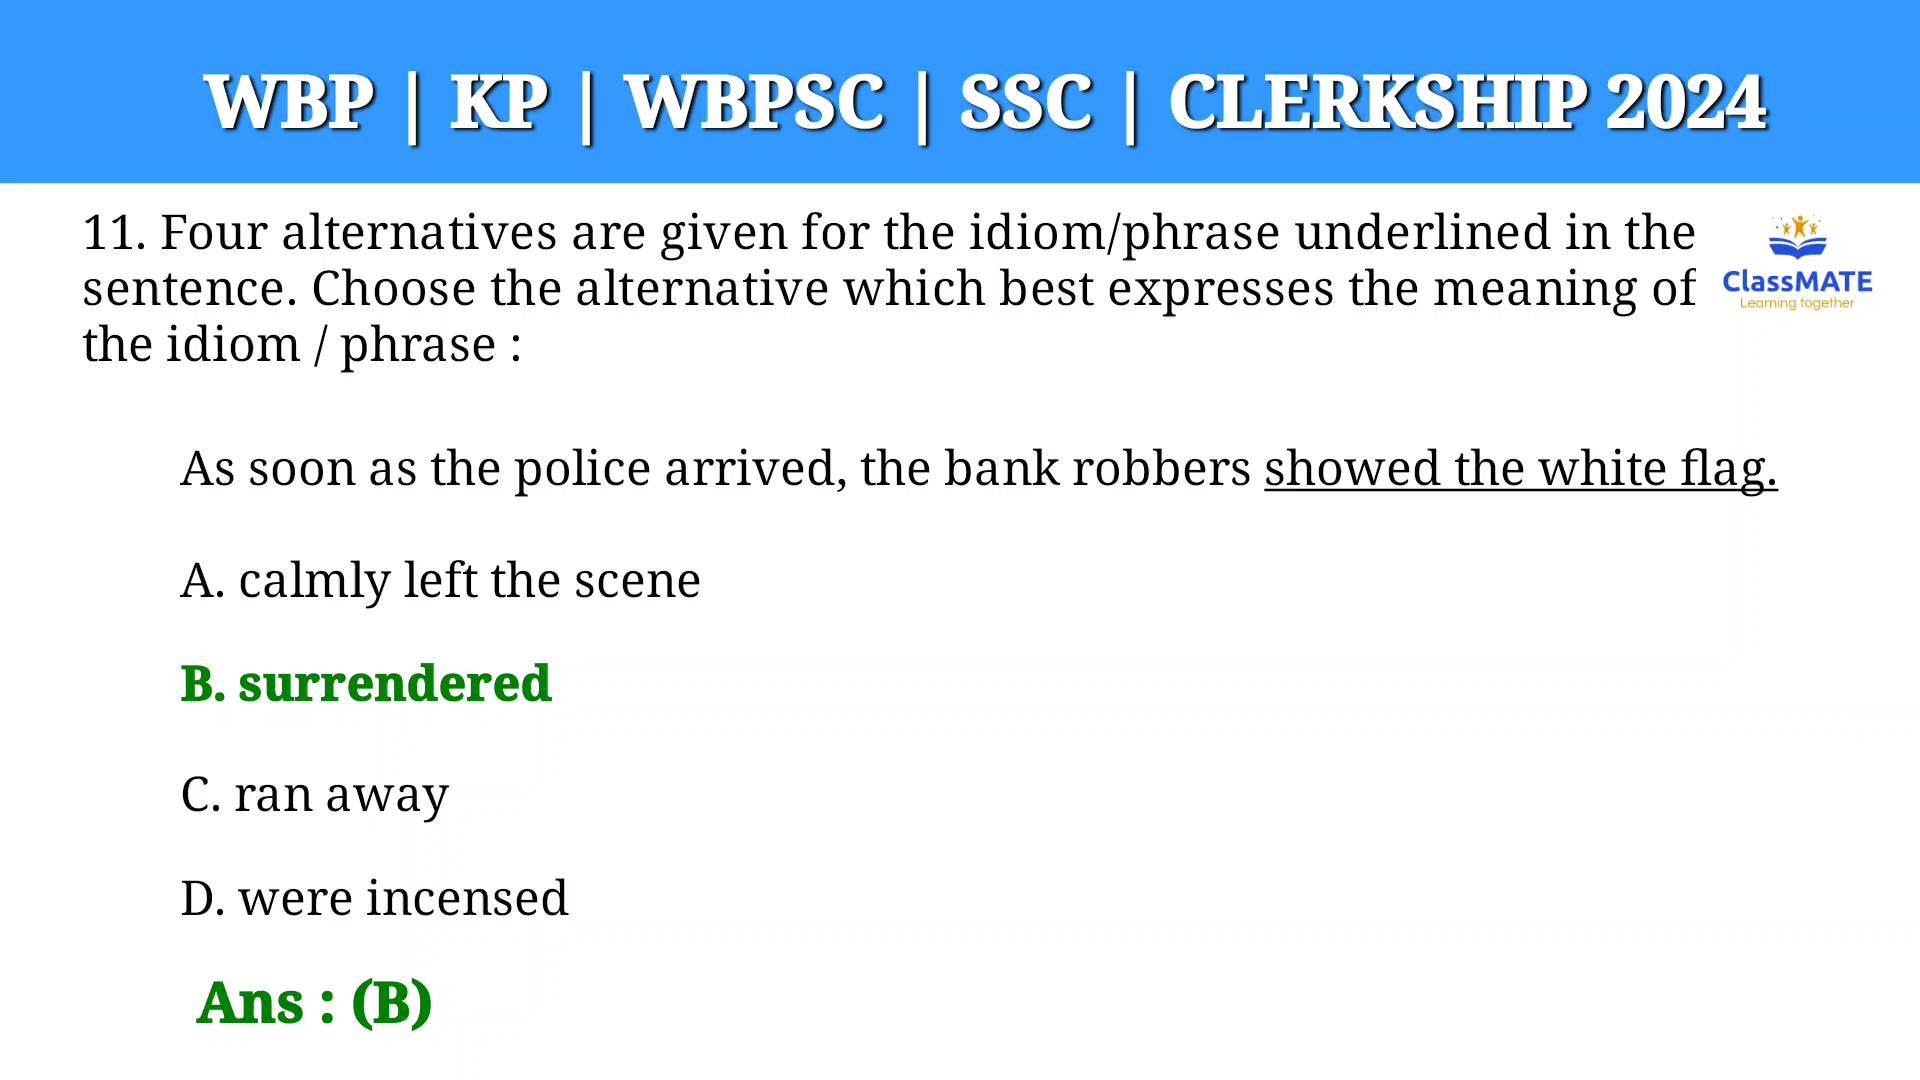 WBP | KP | WBPSC | SSC | CLERKSHIP 2024
11. Four alternatives are given for the idiom/phrase underlined in the
sentence. Choose the alternative which best expresses the meaning of
the idiom / phrase :
ClassMATE
Learning together
As soon as the police arrived, the bank robbers showed the white flag.
A. calmly left the scene
B. surrendered
C. ran away
D. were incensed
Ans : (B)